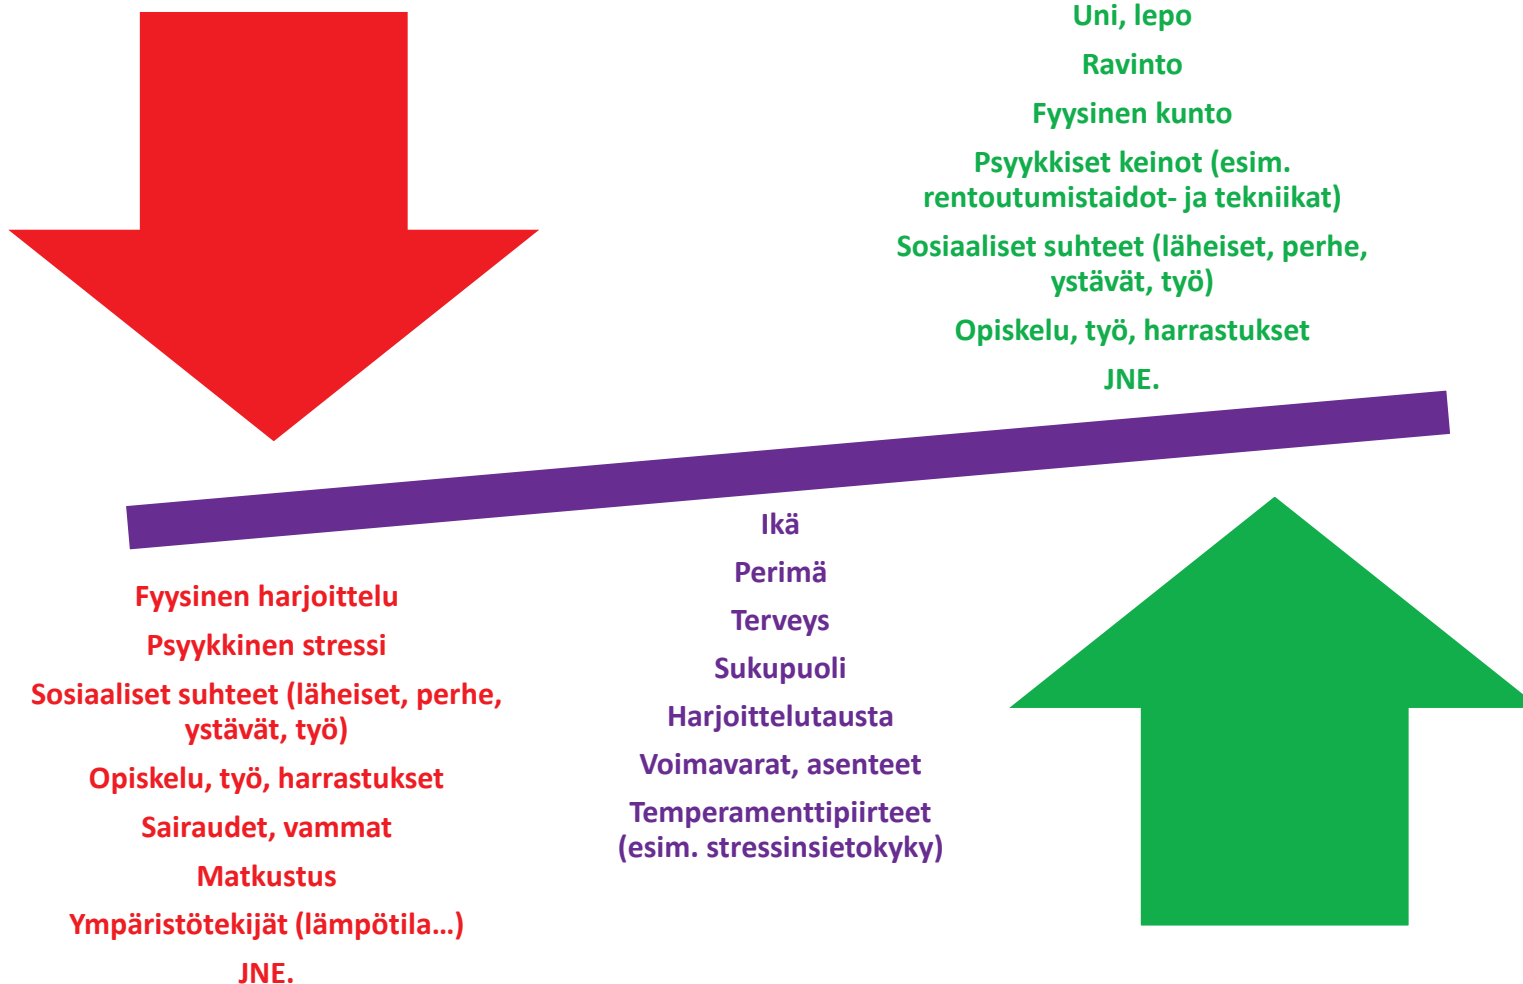 Uni, lepo
Ravinto
Fyysinen kunto
Psyykkiset keinot (esim.
rentoutumistaidot- ja tekniikat)
Sosiaaliset suhteet (läheiset, perhe,
ystävät, työ)
Opiskelu, työ, harrastukset
JNE.
Fyysinen harjoittelu
Psyykkinen stressi
Sosiaaliset suhteet (läheiset, perhe,
ystävät, työ)
Opiskelu, työ, harrastukset
Sairaudet, vammat
Matkustus
Ympäristötekijät (lämpötila…)
JNE.
Ikä
Perimä
Terveys
Sukupuoli
Harjoittelutausta
Voimavarat, asenteet
Temperamenttipiirteet
(esim. stressinsietokyky)